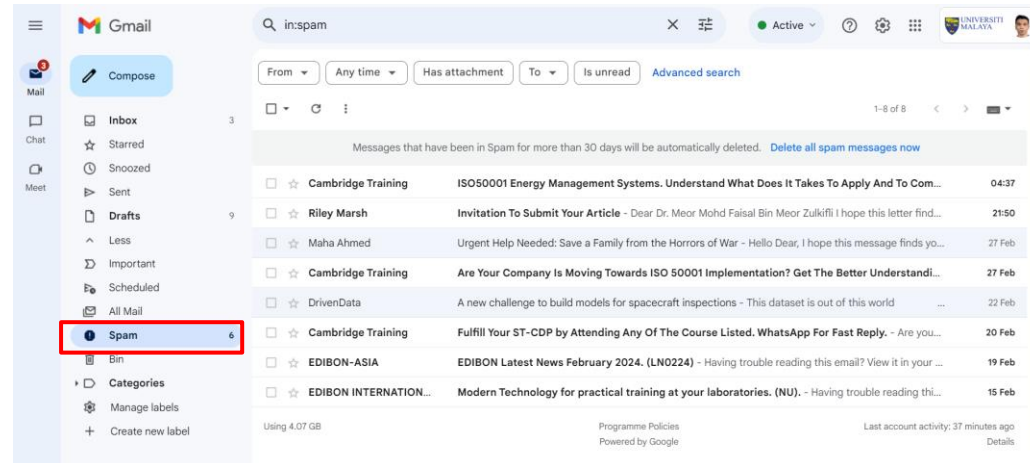 Gmail
in:spam
Active
UNIVERSITI
MALAYA
3
Mail
Chat
Meet
Compose
Inbox 3
Starred
Snoozed
Sent
Drafts 9
Less
Important
Scheduled
All Mail
Spam 6
Bin
Categories
Manage labels
Create new label
From Any time Has attachment To Is unread Advanced search
1–8 of 8
Messages that have been in Spam for more than 30 days will be automatically deleted. Delete all spam messages now
Cambridge Training ISO50001 Energy Management Systems. Understand What Does It Takes To Apply And To Com... 04:37
Riley Marsh Invitation To Submit Your Article - Dear Dr. Meor Mohd Faisal Bin Meor Zulkifli I hope this letter find... 21:50
Maha Ahmed Urgent Help Needed: Save a Family from the Horrors of War - Hello Dear, I hope this message finds yo... 27 Feb
Cambridge Training Are Your Company Is Moving Towards ISO 50001 Implementation? Get The Better Understandi... 27 Feb
DrivenData A new challenge to build models for spacecraft inspections - This dataset is out of this world ... 22 Feb
Cambridge Training Fulfill Your ST-CDP by Attending Any Of The Course Listed. WhatsApp For Fast Reply. - Are you... 20 Feb
EDIBON-ASIA EDIBON Latest News February 2024. (LN0224) - Having trouble reading this email? View it in your ... 19 Feb
EDIBON INTERNATION... Modern Technology for practical training at your laboratories. (NU). - Having trouble reading thi... 15 Feb
Using 4.07 GB
Programme Policies
Powered by Google
Last account activity: 37 minutes ago
Details